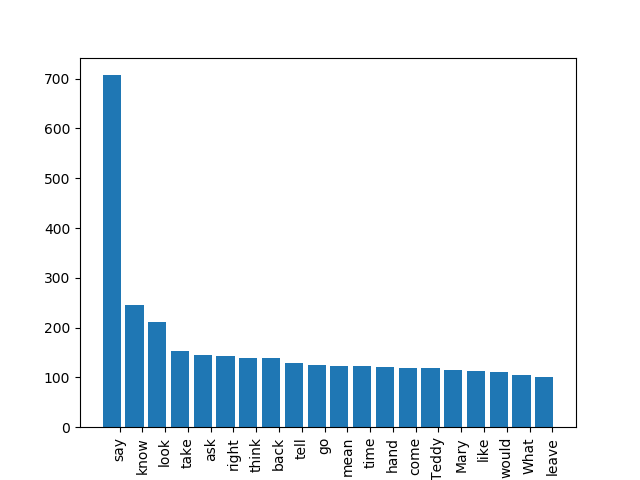 700
600
500
400
300
200
100
0
say
know
look
take
ask
right
think
back
tell
go
mean
time
hand
come
Teddy
Mary
like
would
What
leave